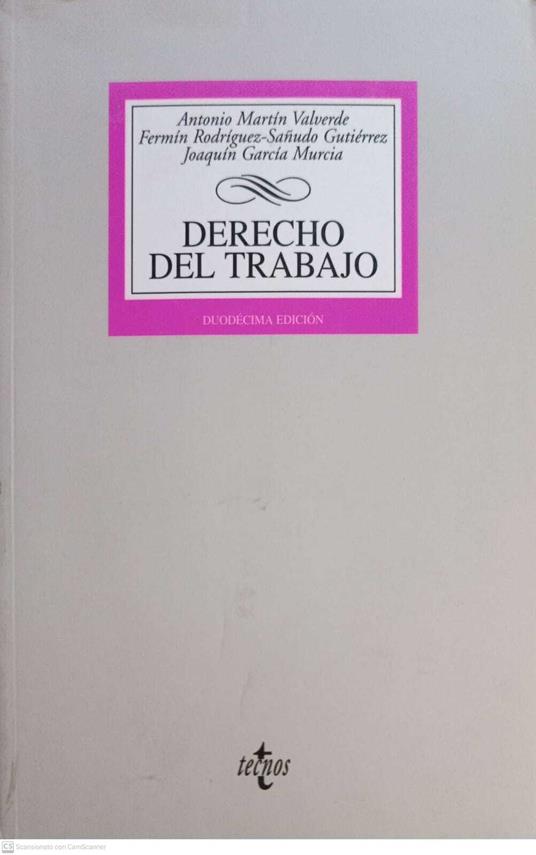 Antonio Martín Valverde
Fermín Rodríguez-Sañudo Gutiérrez
Joaquín García Murcia
DERECHO
DEL TRABAJO
DUODÉCIMA EDICIÓN
tecnos
CS Scansionato con CamScanner